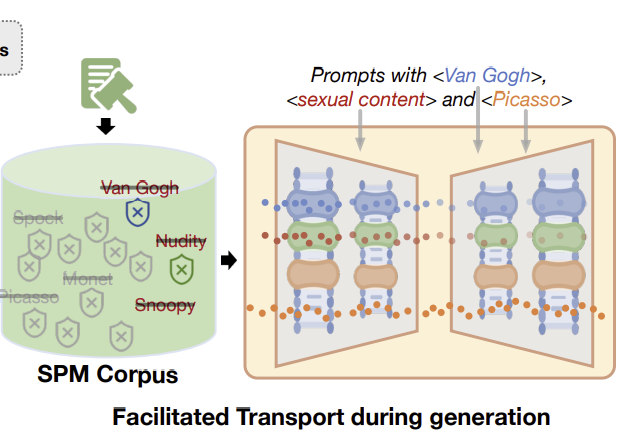 s
Prompts with <Van Gogh>,
<sexual content> and <Picasso>
Van Gogh
Spock
Nudity
Monet
Picasso
Snoopy
SPM Corpus
Facilitated Transport during generation